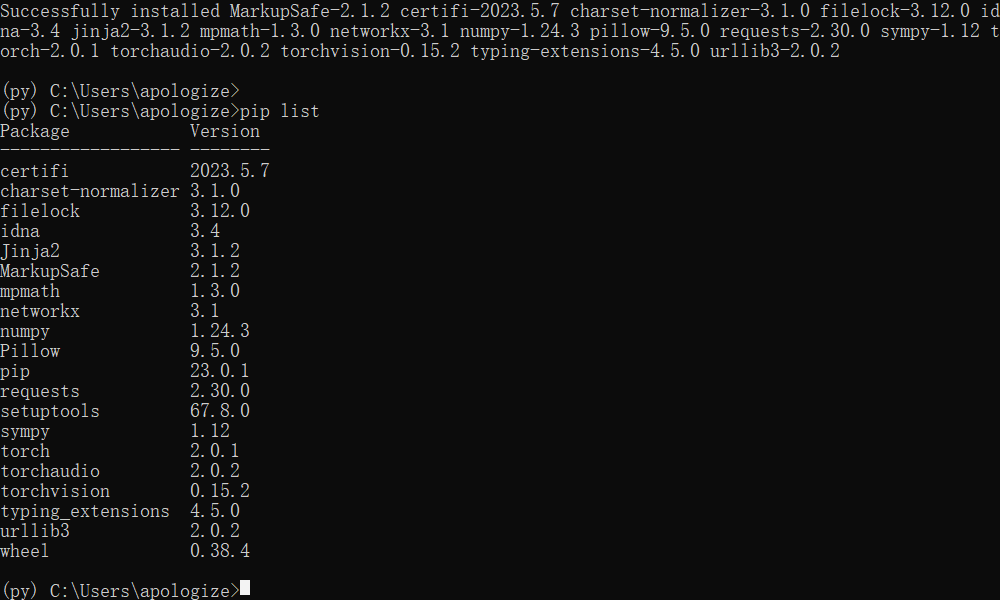 Successfully installed MarkupSafe-2.1.2 certifi-2023.5.7 charset-normalizer-3.1.0 filelock-3.12.0 id
na-3.4 jinja2-3.1.2 mpmath-1.3.0 networkx-3.1 numpy-1.24.3 pillow-9.5.0 requests-2.30.0 sympy-1.12 t
orch-2.0.1 torchaudio-2.0.2 torchvision-0.15.2 typing-extensions-4.5.0 urllib3-2.0.2
(py) C:\Users\apologize>
(py) C:\Users\apologize>pip list
Package            Version
------------------ --------
certifi            2023.5.7
charset-normalizer 3.1.0
filelock           3.12.0
idna               3.4
Jinja2             3.1.2
MarkupSafe         2.1.2
mpmath             1.3.0
networkx           3.1
numpy              1.24.3
Pillow             9.5.0
pip                23.0.1
requests           2.30.0
setuptools         67.8.0
sympy              1.12
torch              2.0.1
torchaudio         2.0.2
torchvision        0.15.2
typing_extensions  4.5.0
urllib3            2.0.2
wheel              0.38.4
(py) C:\Users\apologize>